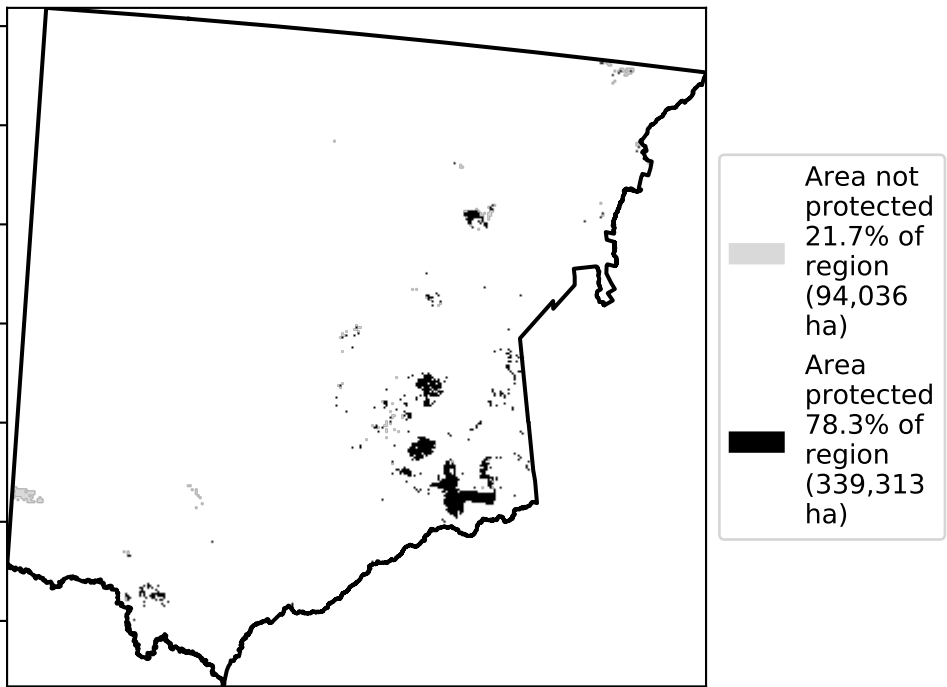 Area not
protected
21.7% of
region
(94,036
ha)
Area
protected
78.3% of
region
(339,313
ha)